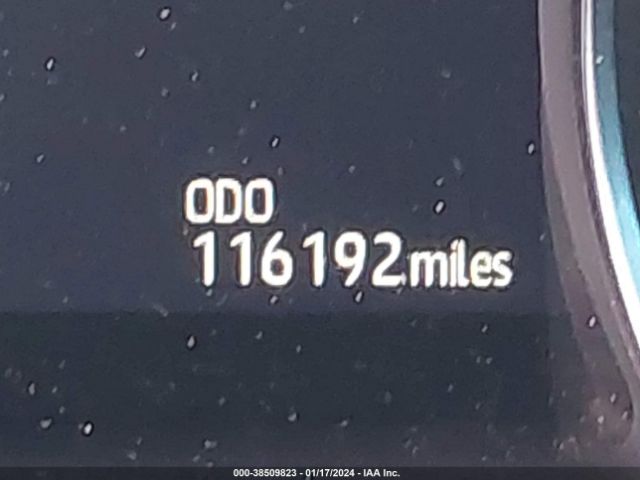 ODO
116192miles
000-38509823 - 01/17/2024 - IAA Inc.